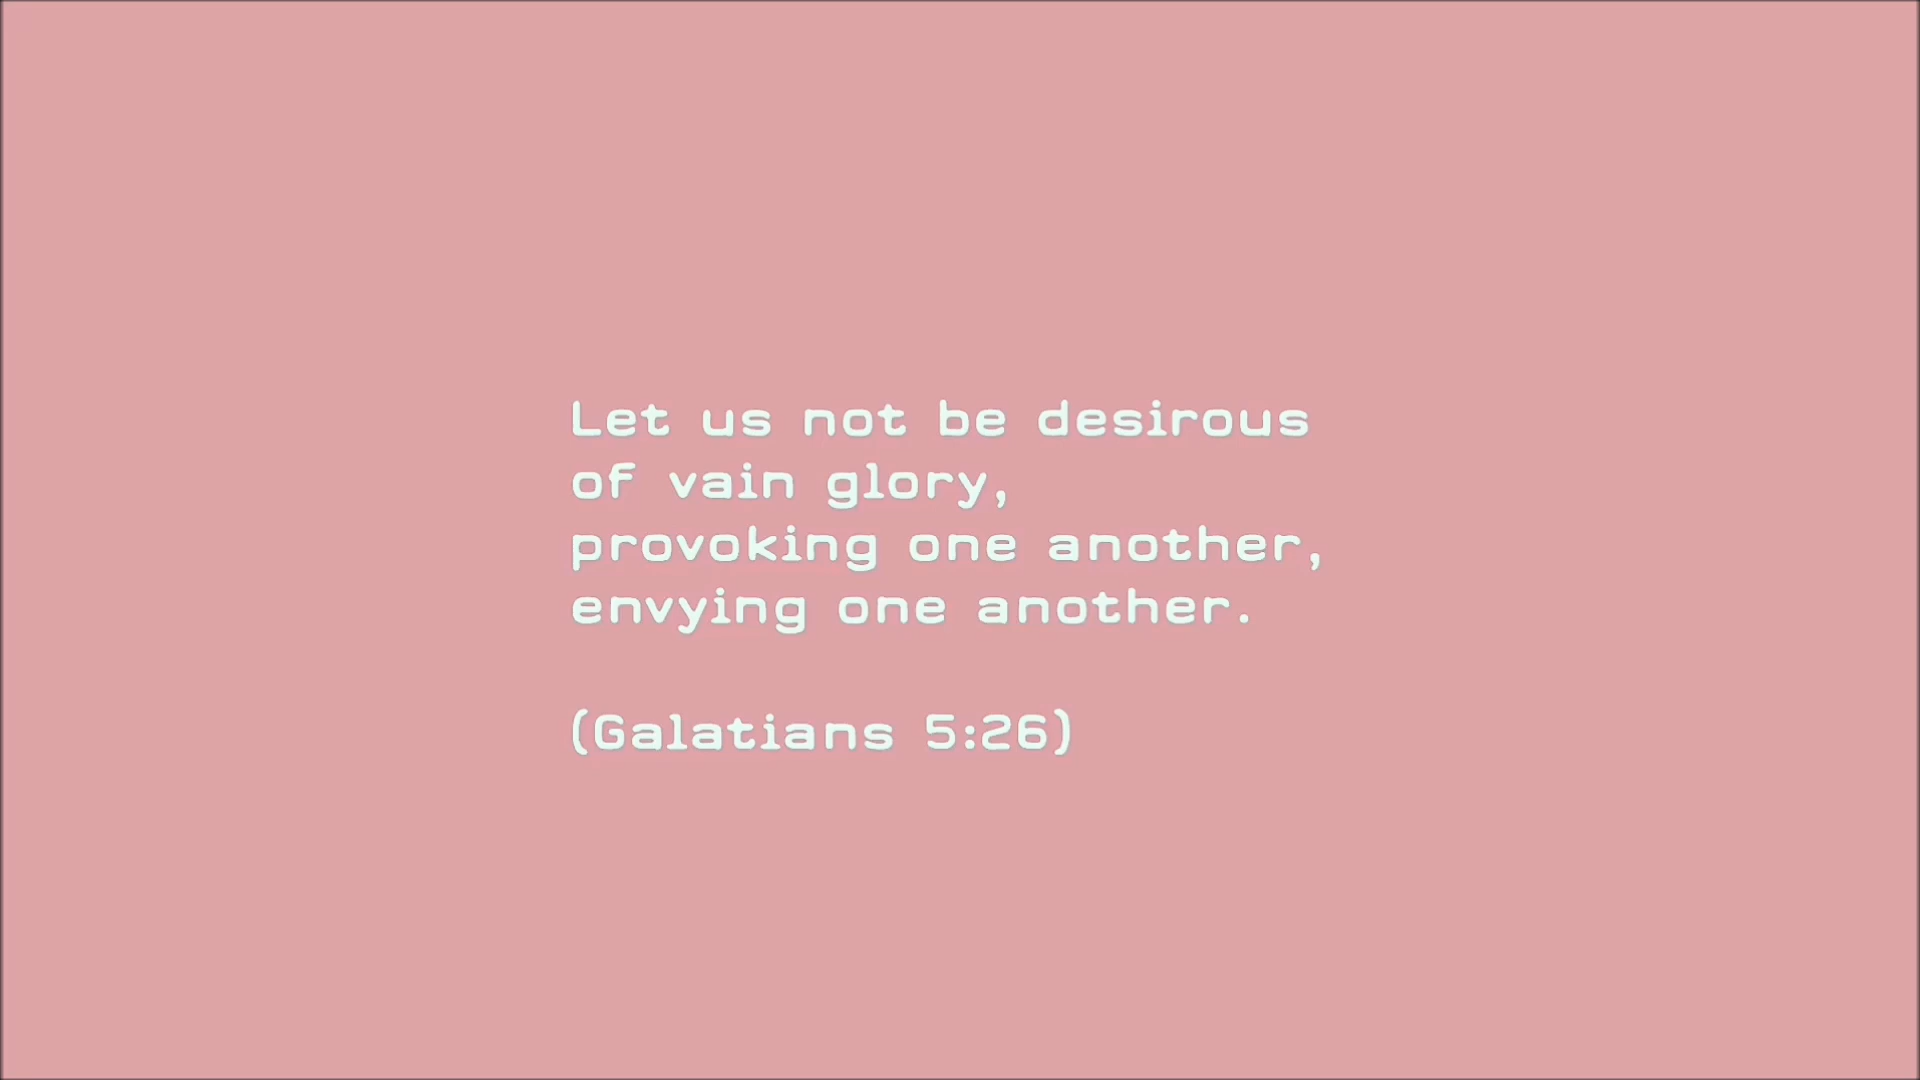 Let us not be desirous
of vain glory,
provoking one another,
envying one another.
(Galatians 5:26)